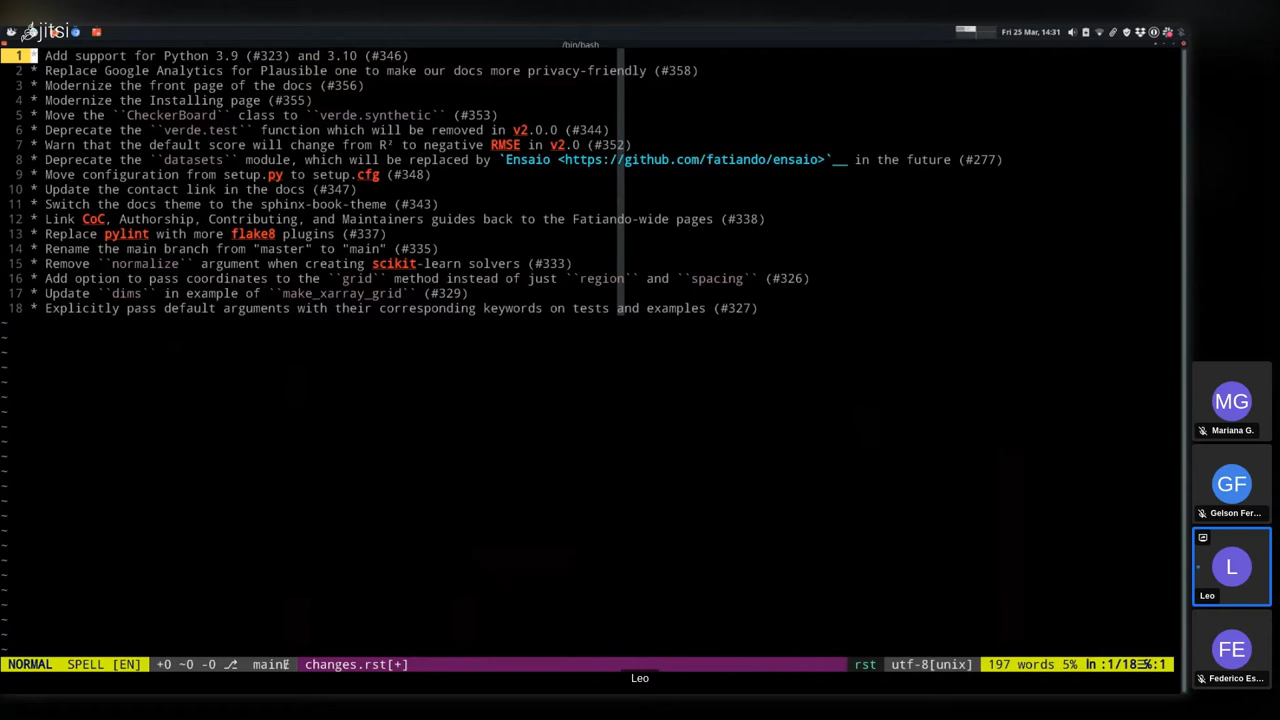 jitsi
Fri 25 Mar, 14:31
/bin/bash
1 * Add support for Python 3.9 (#323) and 3.10 (#346)
2 * Replace Google Analytics for Plausible one to make our docs more privacy-friendly (#358)
3 * Modernize the front page of the docs (#356)
4 * Modernize the Installing page (#355)
5 * Move the ``CheckerBoard`` class to ``verde.synthetic`` (#353)
6 * Deprecate the ``verde.test`` function which will be removed in v2.0.0 (#344)
7 * Warn that the default score will change from R² to negative RMSE in v2.0 (#352)
8 * Deprecate the ``datasets`` module, which will be replaced by `Ensaio <https://github.com/fatiando/ensaio>`__ in the future (#277)
9 * Move configuration from setup.py to setup.cfg (#348)
10 * Update the contact link in the docs (#347)
11 * Switch the docs theme to the sphinx-book-theme (#343)
12 * Link CoC, Authorship, Contributing, and Maintainers guides back to the Fatiando-wide pages (#338)
13 * Replace pylint with more flake8 plugins (#337)
14 * Rename the main branch from "master" to "main" (#335)
15 * Remove ``normalize`` argument when creating scikit-learn solvers (#333)
16 * Add option to pass coordinates to the ``grid`` method instead of just ``region`` and ``spacing`` (#326)
17 * Update ``dims`` in example of ``make_xarray_grid`` (#329)
18 * Explicitly pass default arguments with their corresponding keywords on tests and examples (#327)
MG
Mariana G.
GF
Gelson Fer...
L
Leo
FE
Federico Es...
NORMAL SPELL [EN] +0 ~0 -0 main changes.rst[+] rst utf-8[unix] 197 words 5% ln :1/18
Leo